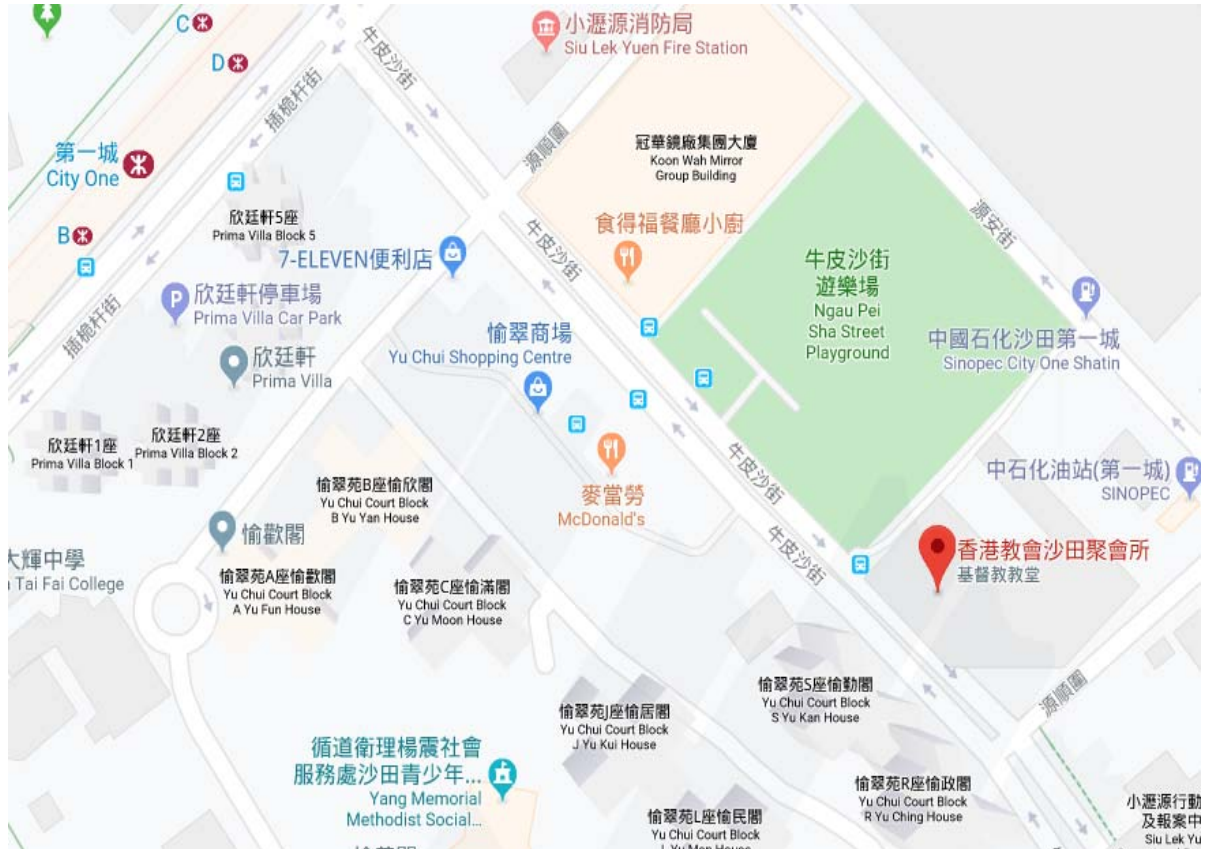 小瀝源消防局
Siu Lek Yuen Fire Station
C
牛皮沙街
D
插桅杆街
源順圍
冠華鏡廠集團大廈
Koon Wah Mirror
Group Building
第一城
City One
欣廷軒5座
Prima Villa Block 5
食得福餐廳小廚
源安街
B
7-ELEVEN便利店
牛皮沙街
牛皮沙街
遊樂場
Ngau Pei
Sha Street
Playground
欣廷軒停車場
Prima Villa Car Park
插桅杆街
愉翠商場
Yu Chui Shopping Centre
中國石化沙田第一城
Sinopec City One Shatin
欣廷軒
Prima Villa
欣廷軒1座
Prima Villa Block 1
欣廷軒2座
Prima Villa Block 2
牛皮沙街
中石化油站(第一城)
SINOPEC
愉翠苑B座愉欣閣
Yu Chui Court Block
B Yu Yan House
麥當勞
McDonald's
愉歡閣
牛皮沙街
香港教會沙田聚會所
基督教教堂
大輝中學
Tai Fai College
愉翠苑A座愉歡閣
Yu Chui Court Block
A Yu Fun House
愉翠苑C座愉滿閣
Yu Chui Court Block
C Yu Moon House
愉翠苑S座愉勤閣
Yu Chui Court Block
S Yu Kan House
源順圍
愉翠苑J座愉居閣
Yu Chui Court Block
J Yu Kui House
循道衛理楊震社會
服務處沙田青少年...
Yang Memorial
Methodist Social...
愉翠苑R座愉政閣
Yu Chui Court Block
R Yu Ching House
愉翠苑L座愉民閣
Yu Chui Court Block
小瀝源行動
及報案中
Siu Lek Yu